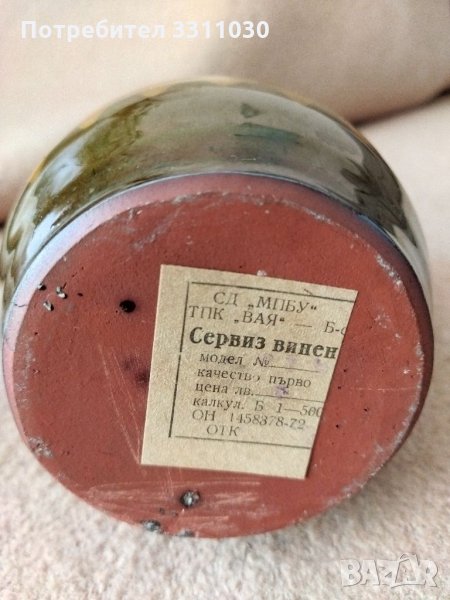 Потребител 3311030
СД „МПБУ“
ТПК „ВАЯ“ — Б-с
Сервиз винен
модел №
качество първо
цена лв.
калкул. Б 1—500
ОН 1458378-72
ОТК
BAZAR